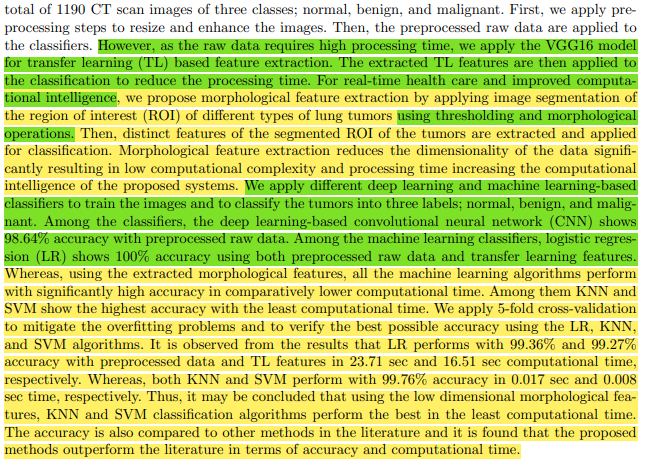 total of 1190 CT scan images of three classes; normal, benign, and malignant. First, we apply pre-
processing steps to resize and enhance the images. Then, the preprocessed raw data are applied to
the classifiers. However, as the raw data requires high processing time, we apply the VGG16 model
for transfer learning (TL) based feature extraction. The extracted TL features are then applied to
the classification to reduce the processing time. For real-time health care and improved computa-
tional intelligence, we propose morphological feature extraction by applying image segmentation of
the region of interest (ROI) of different types of lung tumors using thresholding and morphological
operations. Then, distinct features of the segmented ROI of the tumors are extracted and applied
for classification. Morphological feature extraction reduces the dimensionality of the data signifi-
cantly resulting in low computational complexity and processing time increasing the computational
intelligence of the proposed systems. We apply different deep learning and machine learning-based
classifiers to train the images and to classify the tumors into three labels; normal, benign, and malig-
nant. Among the classifiers, the deep learning-based convolutional neural network (CNN) shows
98.64% accuracy with preprocessed raw data. Among the machine learning classifiers, logistic regres-
sion (LR) shows 100% accuracy using both preprocessed raw data and transfer learning features.
Whereas, using the extracted morphological features, all the machine learning algorithms perform
with significantly high accuracy in comparatively lower computational time. Among them KNN and
SVM show the highest accuracy with the least computational time. We apply 5-fold cross-validation
to mitigate the overfitting problems and to verify the best possible accuracy using the LR, KNN,
and SVM algorithms. It is observed from the results that LR performs with 99.36% and 99.27%
accuracy with preprocessed data and TL features in 23.71 sec and 16.51 sec computational time,
respectively. Whereas, both KNN and SVM perform with 99.76% accuracy in 0.017 sec and 0.008
sec time, respectively. Thus, it may be concluded that using the low dimensional morphological fea-
tures, KNN and SVM classification algorithms perform the best in the least computational time.
The accuracy is also compared to other methods in the literature and it is found that the proposed
methods outperform the literature in terms of accuracy and computational time.